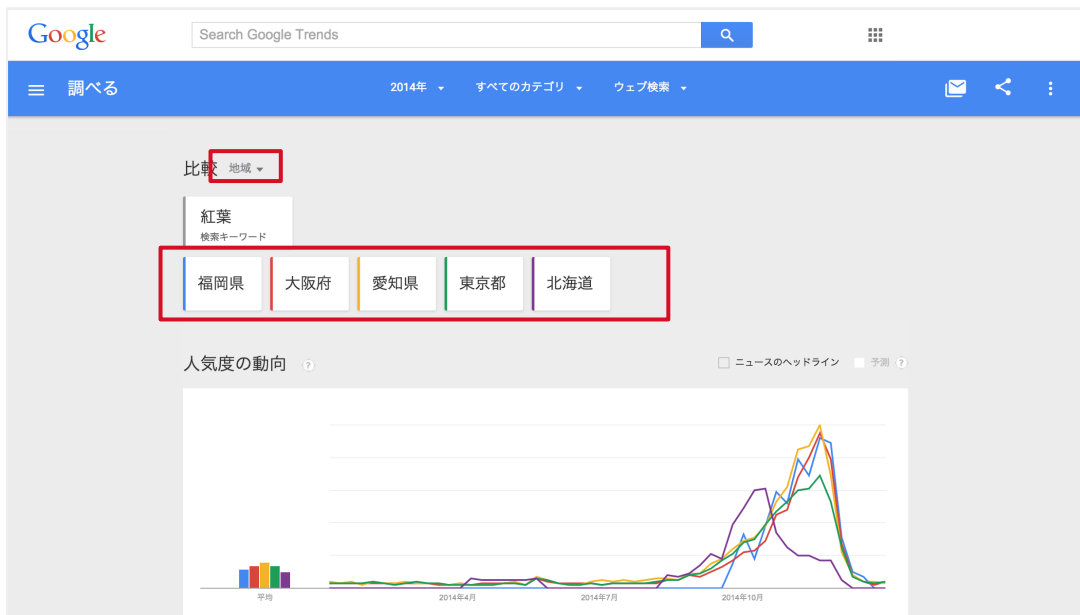 Google
Search Google Trends
調べる 2014年 すべてのカテゴリ ウェブ検索
比較 地域
紅葉
検索キーワード
福岡県 大阪府 愛知県 東京都 北海道
人気度の動向 ? ニュースのヘッドライン 予測 ?
平均 2014年4月 2014年7月 2014年10月